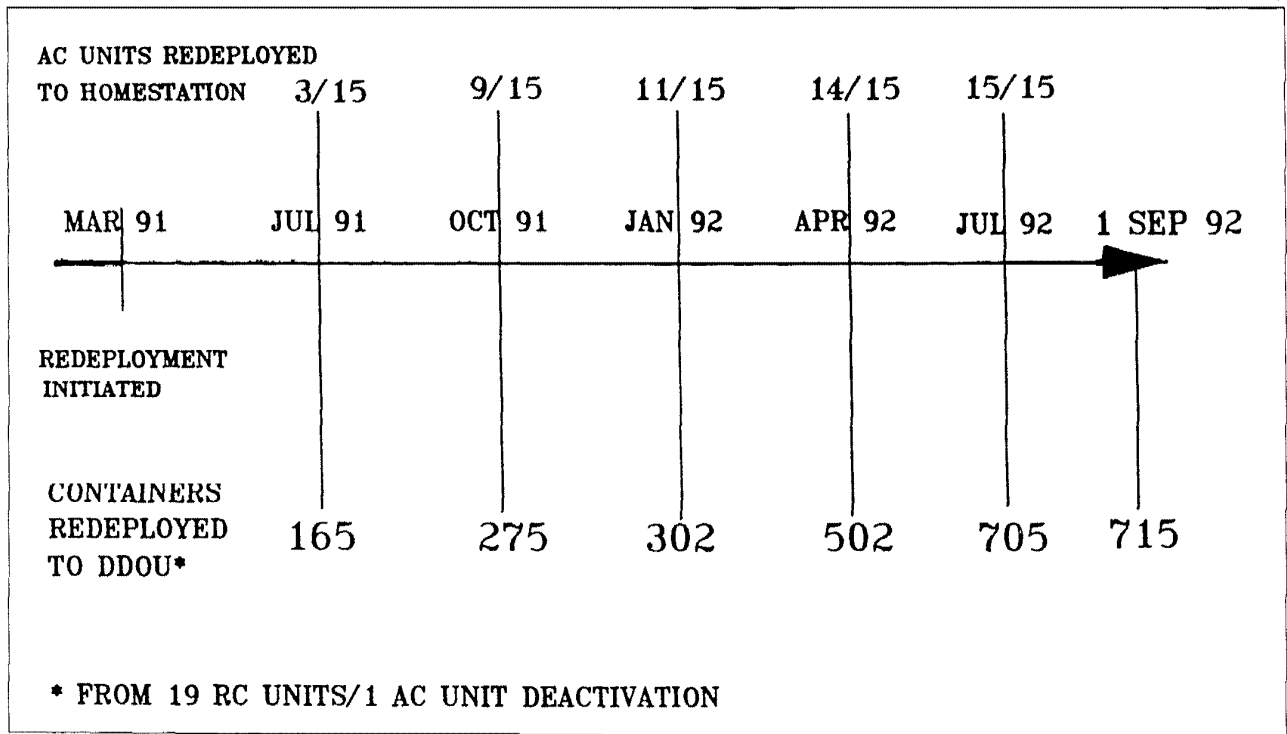 AC UNITS REDEPLOYED
TO HOMESTATION 3/15 9/15 11/15 14/15 15/15
MAR 91 JUL 91 OCT 91 JAN 92 APR 92 JUL 92 1 SEP 92
REDEPLOYMENT
INITIATED
CONTAINERS
REDEPLOYED
TO DDOU*
165 275 302 502 705 715
* FROM 19 RC UNITS/1 AC UNIT DEACTIVATION